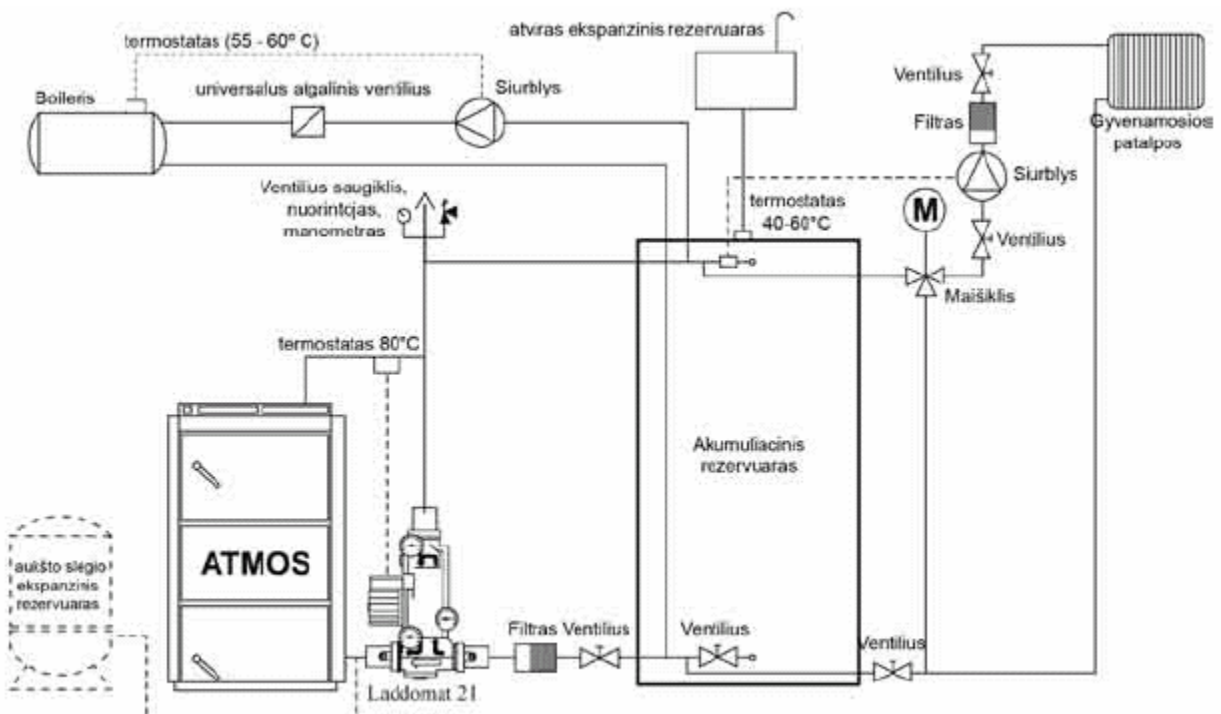 atviras ekspanzinis rezervuaras
termostatas (55 - 60° C)
universalus atgalinis ventilius
Siurblys
Boileris
Ventilius
Filtras
Gyvenamosios
patalpos
Siurblys
Ventilius saugiklis,
nuorintojas,
manometras
termostatas
40-60°C
M
Ventilius
Maišiklis
termostatas 80°C
Akumuliacinis
rezervuaras
ATMOS
aukšto slėgio
ekspanzinis
rezervuaras
Filtras Ventilius
Ventilius
Ventilius
Laddomat 21